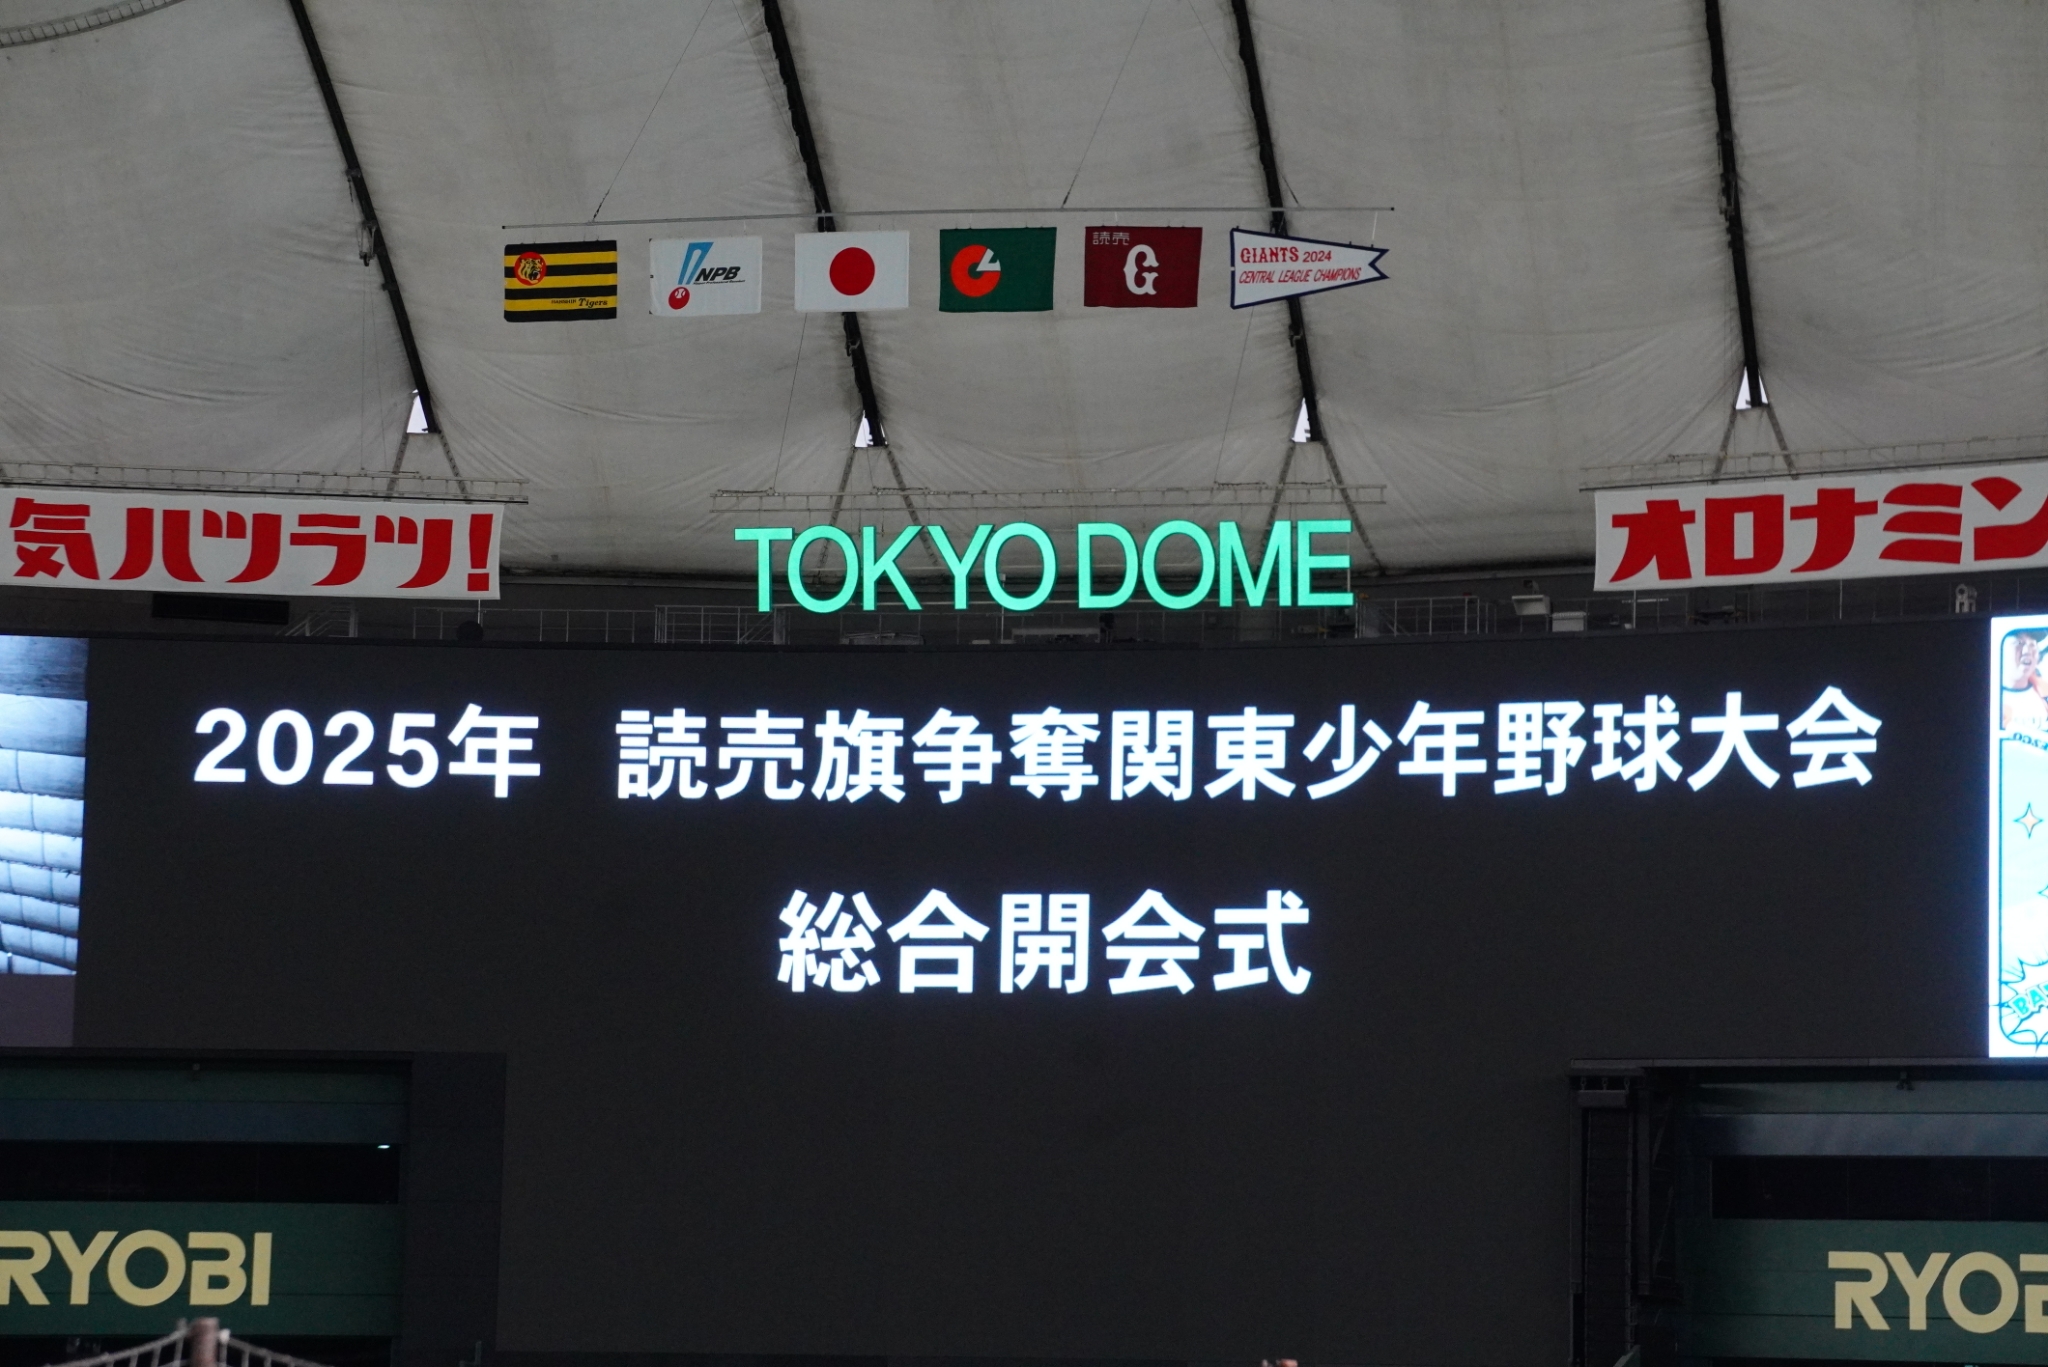 Tigers
NPB
読売
G
GIANTS 2024
CENTRAL LEAGUE CHAMPIONS
気ハツラツ!
TOKYO DOME
オロナミン
2025年 読売旗争奪関東少年野球大会
総合開会式
RYOBI
RYOB